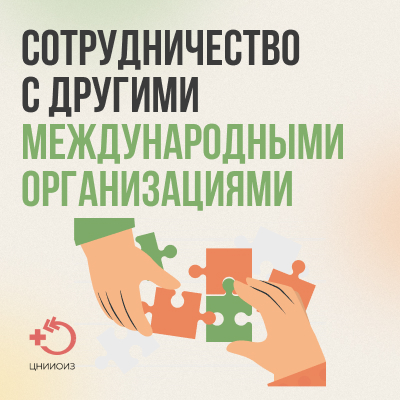 СОТРУДНИЧЕСТВО
С ДРУГИМИ
МЕЖДУНАРОДНЫМИ
ОРГАНИЗАЦИЯМИ
ЦНИИОИЗ